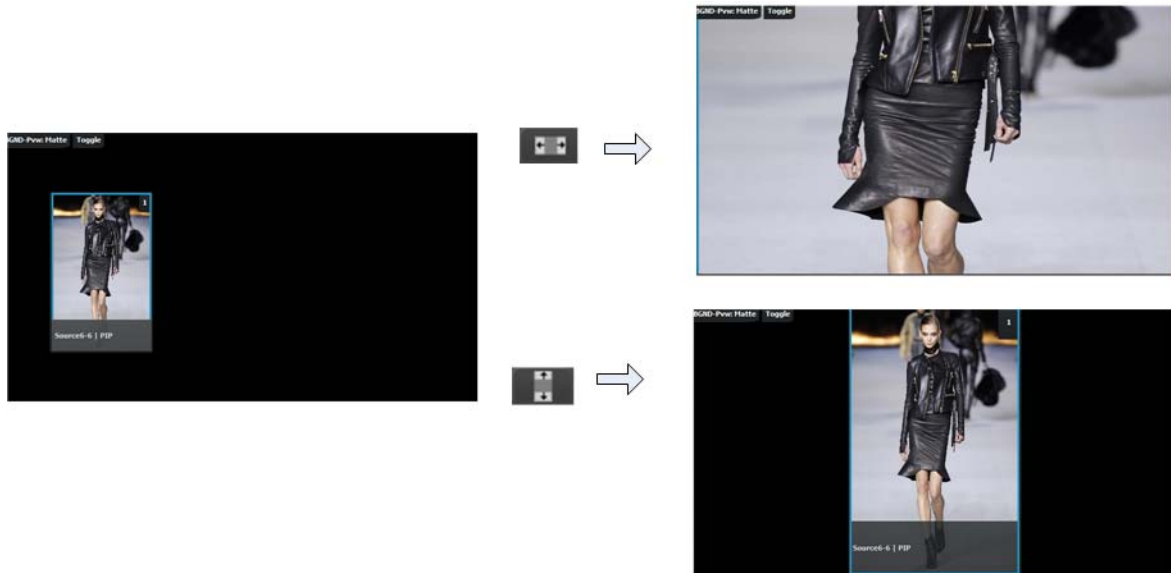 BGND-Pvw: Matte Toggle
1
Source6-6 | PIP
BGND-Pvw: Matte Toggle
BGND-Pvw: Matte Toggle
1
Source6-6 | PIP